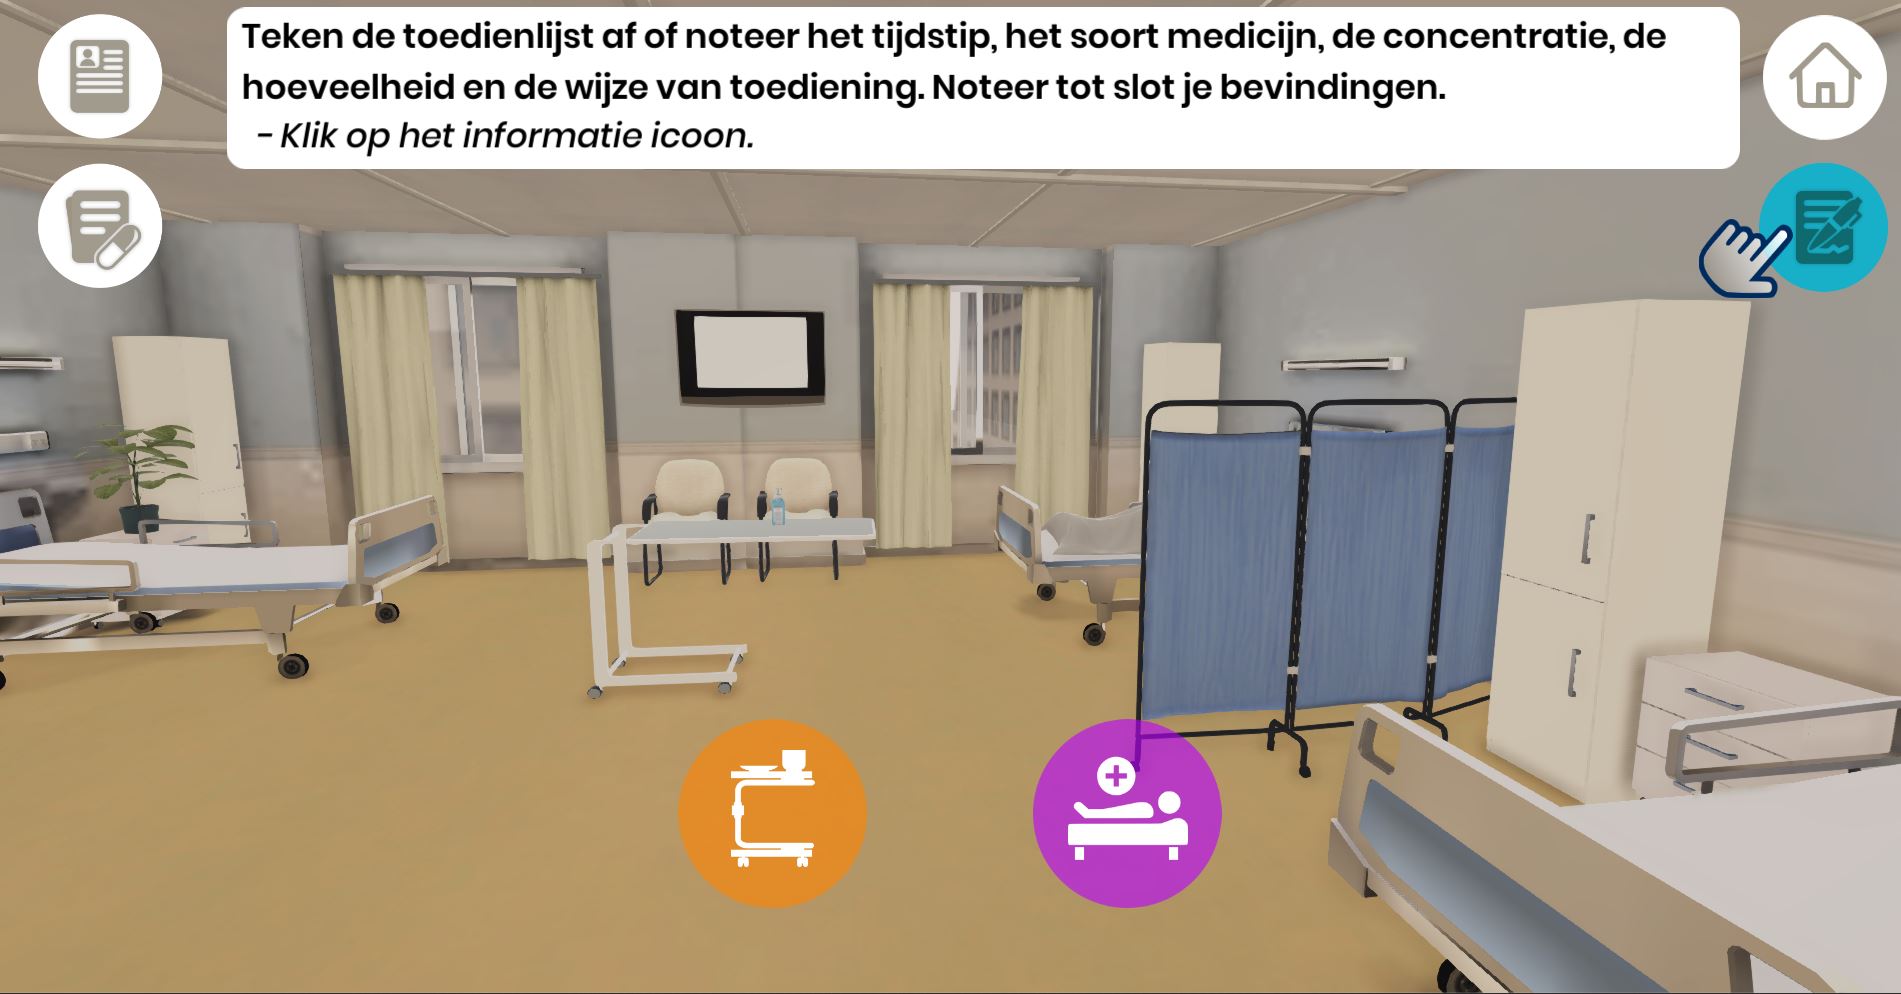 Teken de toedienlijst af of noteer het tijdstip, het soort medicijn, de concentratie, de
hoeveelheid en de wijze van toediening. Noteer tot slot je bevindingen.
- Klik op het informatie icoon.